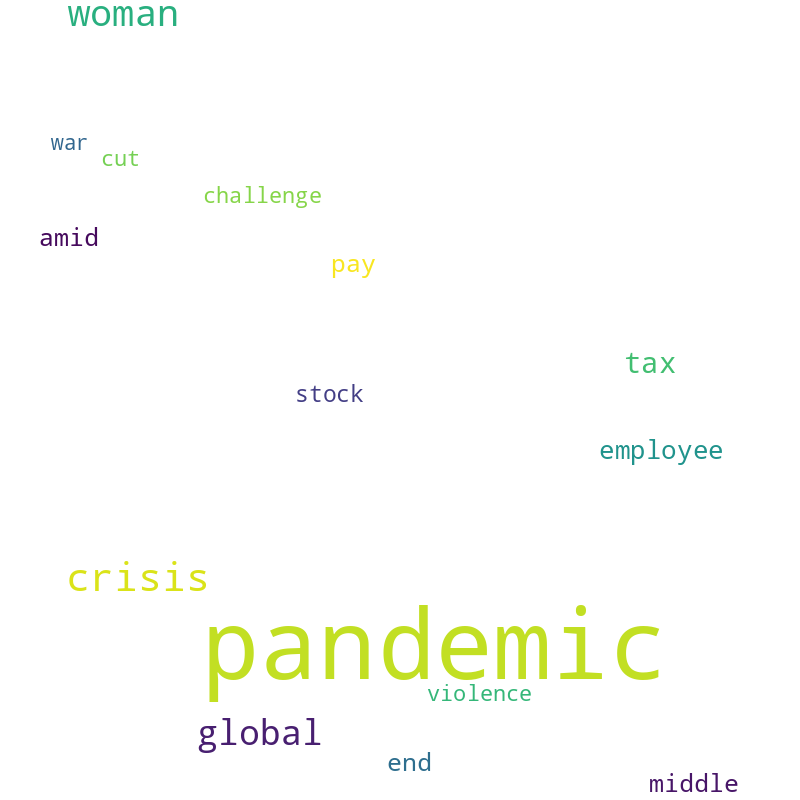 woman
war
cut
challenge
amid
pay
tax
stock
employee
crisis
pandemic
violence
global
end
middle